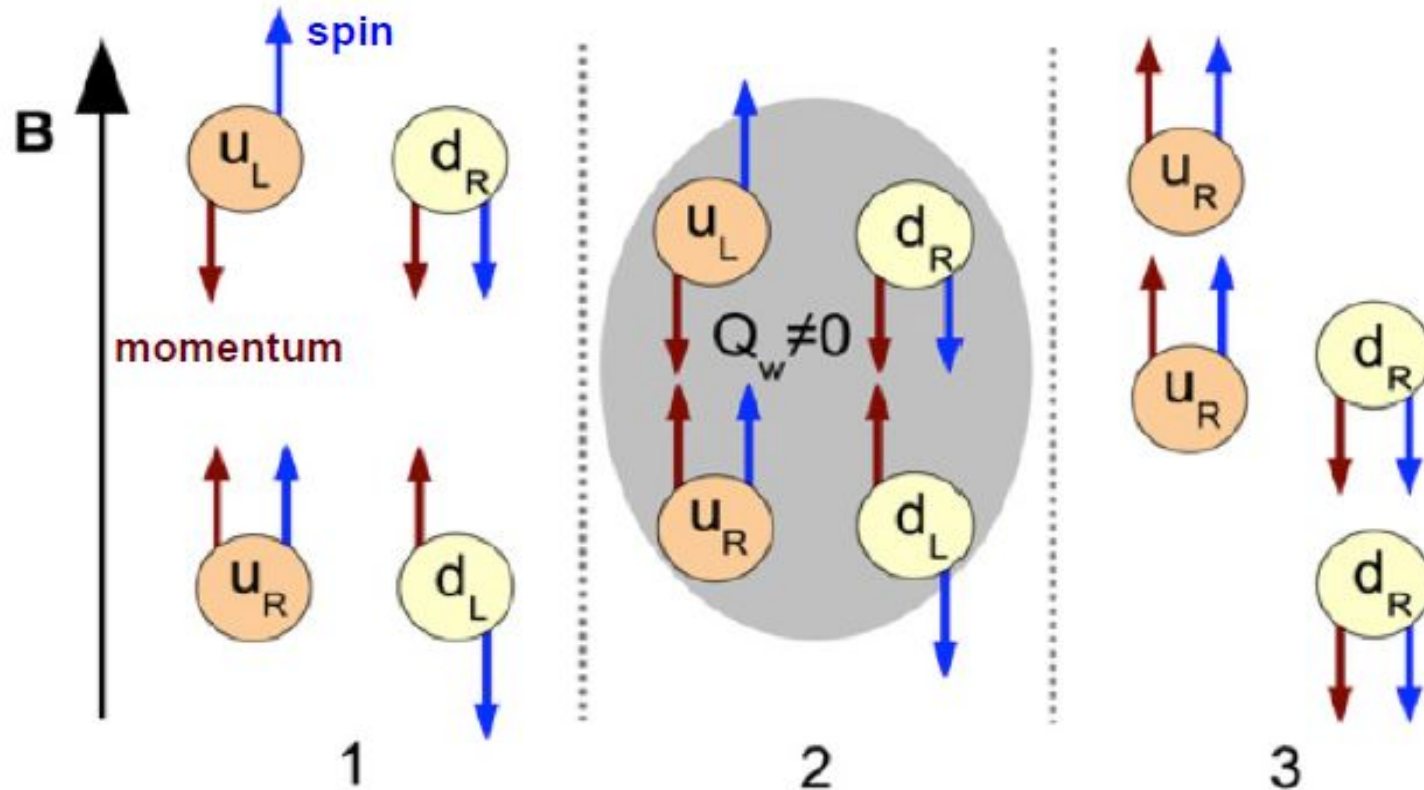 spin
B
u_L
d_R
momentum
u_R
d_L
1
u_L
d_R
Q_w≠0
u_R
d_L
2
u_R
u_R
d_R
d_R
3